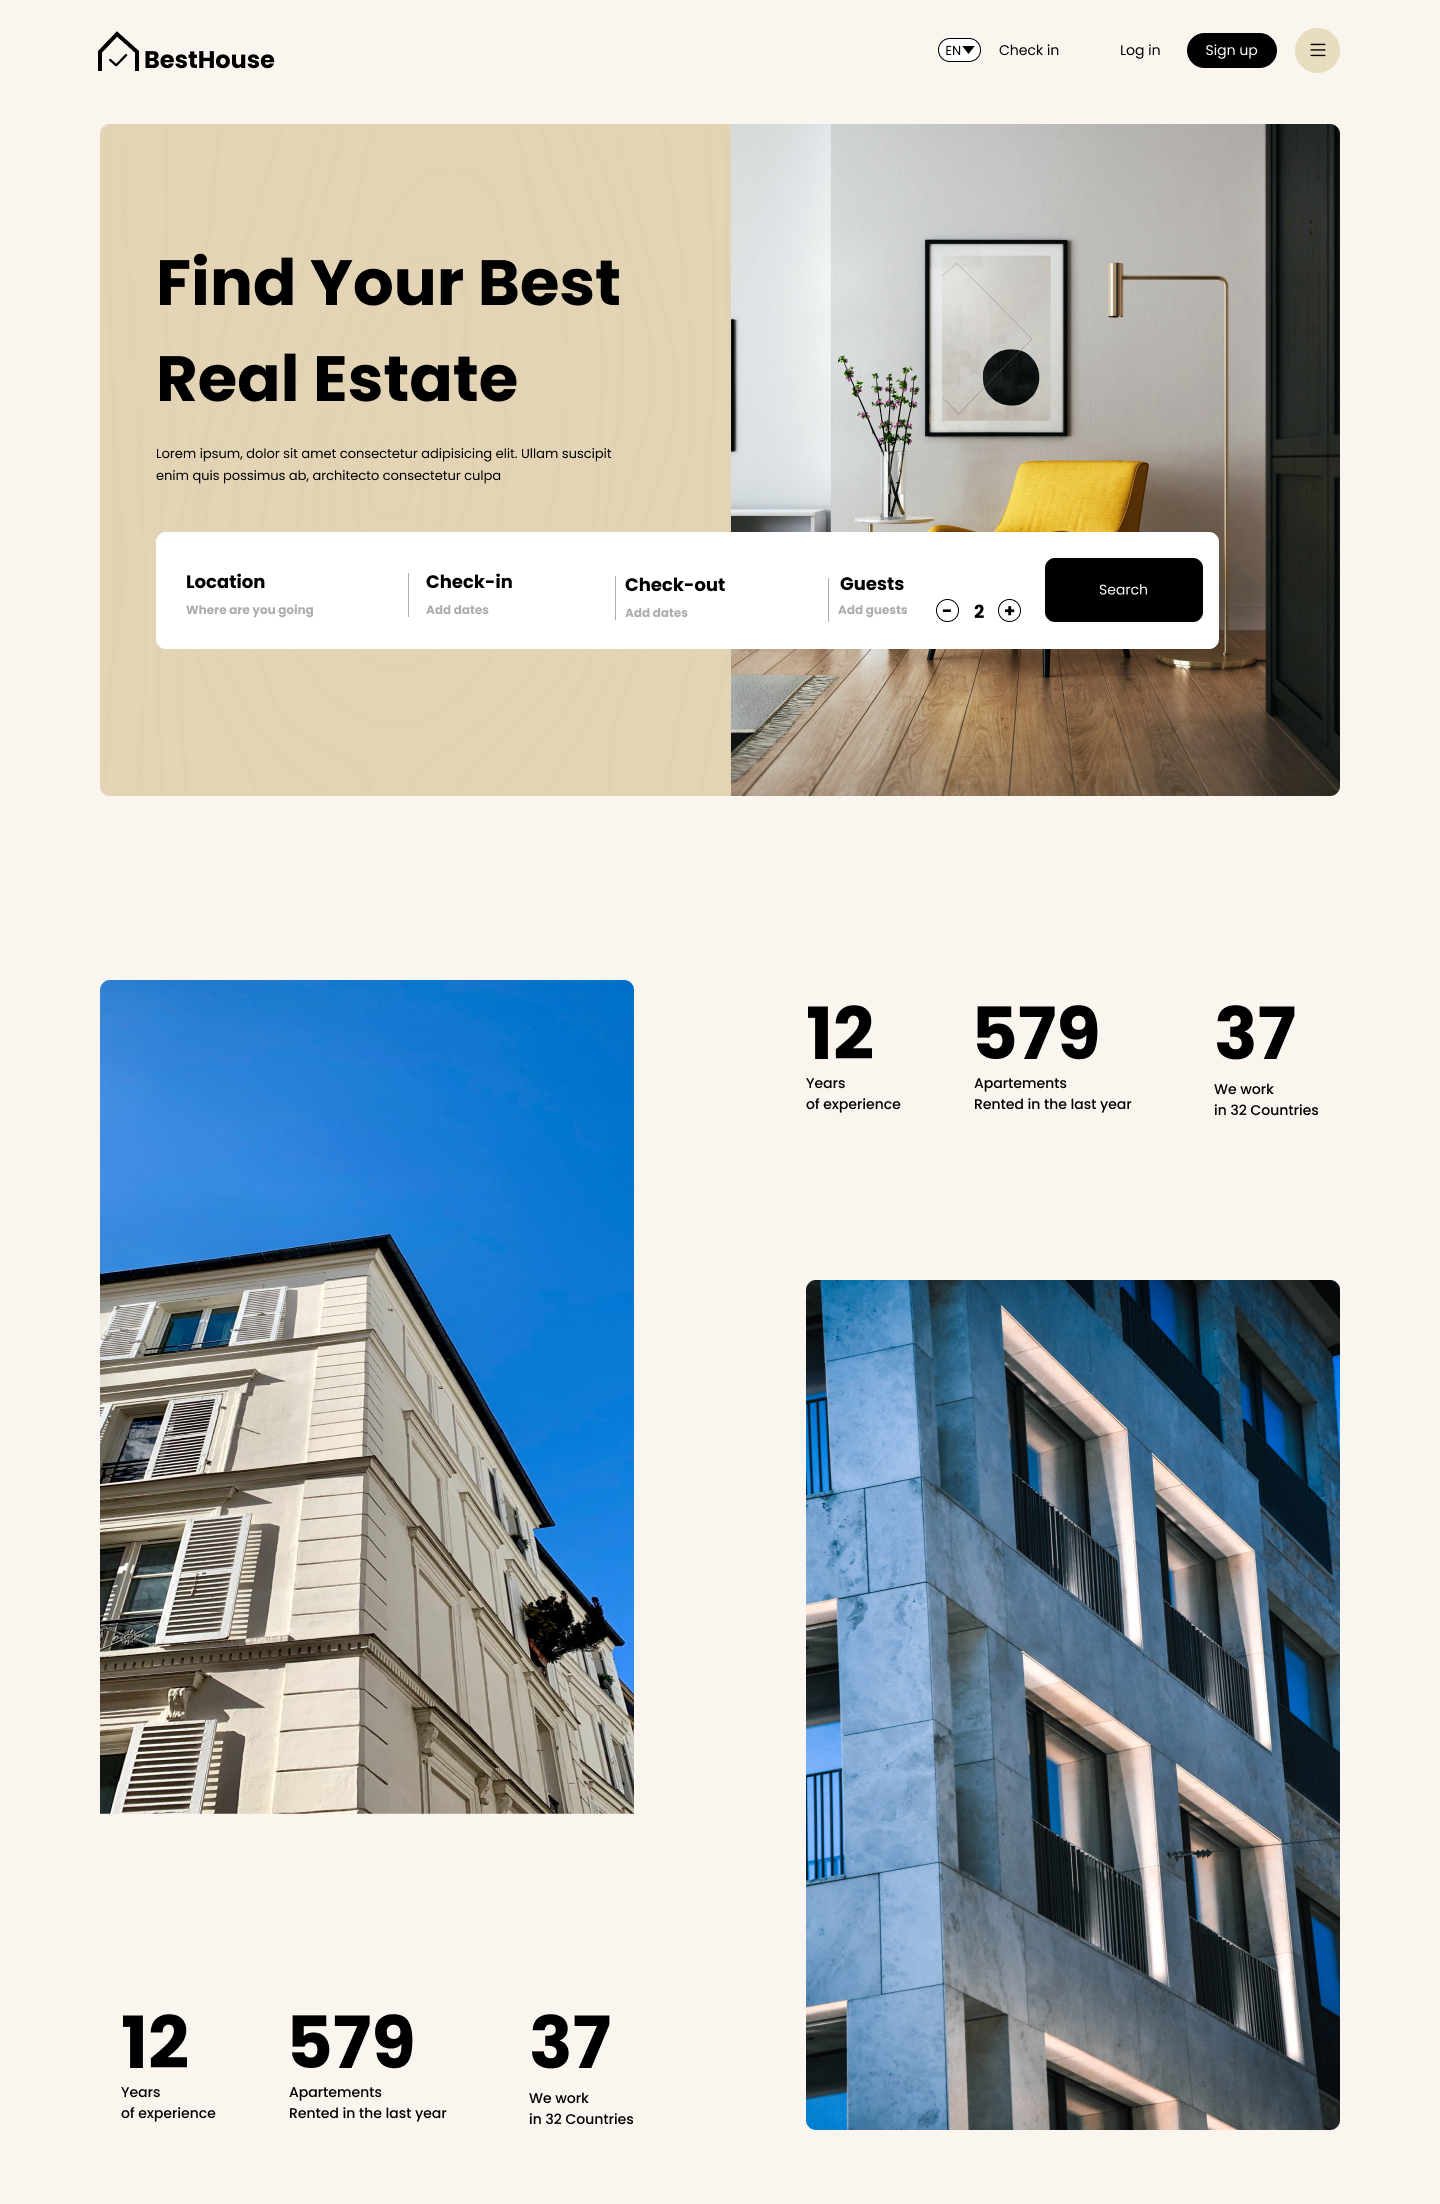 BestHouse
EN
Check in
Log in
Sign up
Find Your Best
Real Estate
Lorem ipsum, dolor sit amet consectetur adipisicing elit. Ullam suscipit
enim quis possimus ab, architecto consectetur culpa
Location
Where are you going
Check-in
Add dates
Check-out
Add dates
Guests
Add guests
- 2 +
Search
12
Years
of experience
579
Apartements
Rented in the last year
37
We work
in 32 Countries
12
Years
of experience
579
Apartements
Rented in the last year
37
We work
in 32 Countries